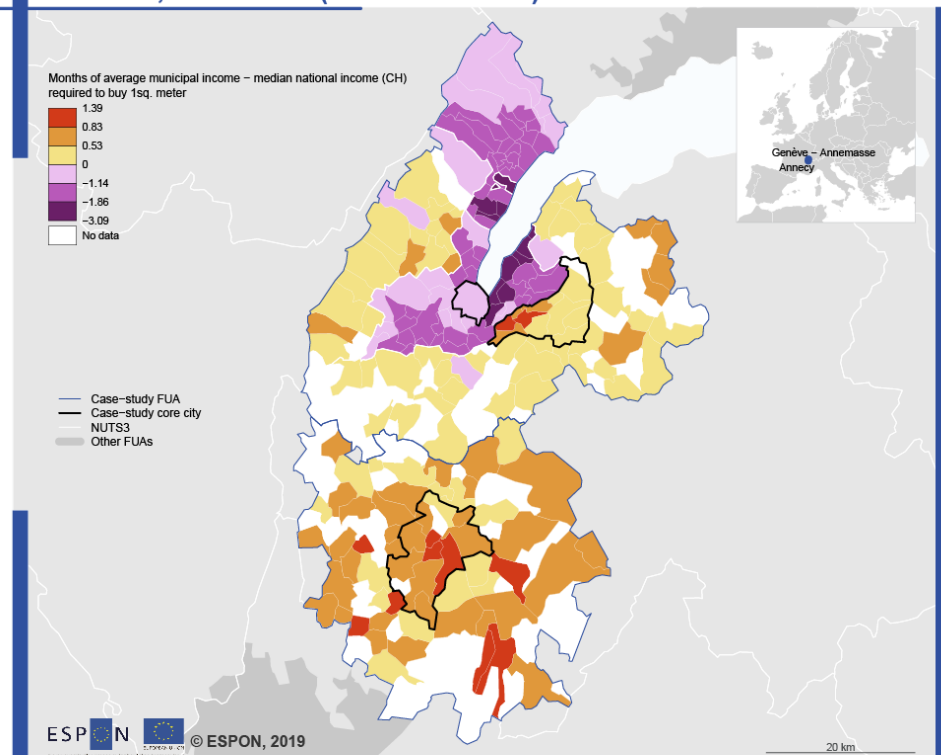 Months of average municipal income − median national income (CH)
required to buy 1sq. meter
1.39
0.83
0.53
0
−1.14
−1.86
−3.09
No data
Genève − Annemasse
Annecy
Case−study FUA
Case−study core city
NUTS3
Other FUAs
ESPON
© ESPON, 2019
20 km